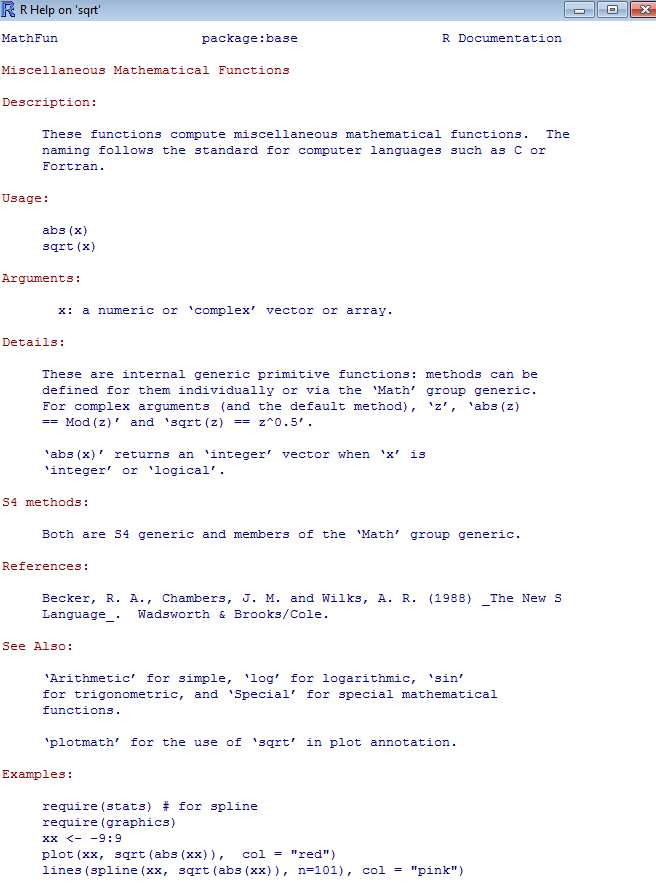 R Help on 'sqrt'
MathFun package:base R Documentation
Miscellaneous Mathematical Functions
Description:
These functions compute miscellaneous mathematical functions. The
naming follows the standard for computer languages such as C or
Fortran.
Usage:
abs(x)
sqrt(x)
Arguments:
x: a numeric or ‘complex’ vector or array.
Details:
These are internal generic primitive functions: methods can be
defined for them individually or via the ‘Math’ group generic.
For complex arguments (and the default method), ‘z’, ‘abs(z)
== Mod(z)’ and ‘sqrt(z) == z^0.5’.
‘abs(x)’ returns an ‘integer’ vector when ‘x’ is
‘integer’ or ‘logical’.
S4 methods:
Both are S4 generic and members of the ‘Math’ group generic.
References:
Becker, R. A., Chambers, J. M. and Wilks, A. R. (1988) _The New S
Language_. Wadsworth & Brooks/Cole.
See Also:
‘Arithmetic’ for simple, ‘log’ for logarithmic, ‘sin’
for trigonometric, and ‘Special’ for special mathematical
functions.
‘plotmath’ for the use of ‘sqrt’ in plot annotation.
Examples:
require(stats) # for spline
require(graphics)
xx <- -9:9
plot(xx, sqrt(abs(xx)), col = "red")
lines(spline(xx, sqrt(abs(xx)), n=101), col = "pink")